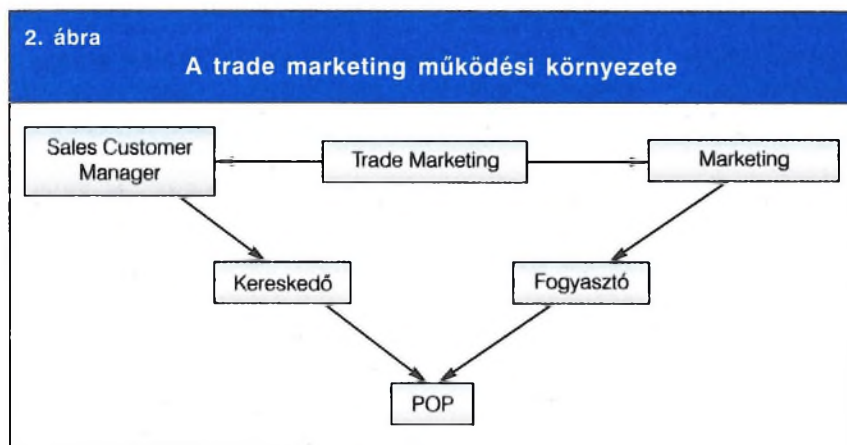 2. ábra
A trade marketing működési környezete
Sales Customer
Manager
Trade Marketing
Marketing
Kereskedő
Fogyasztó
POP